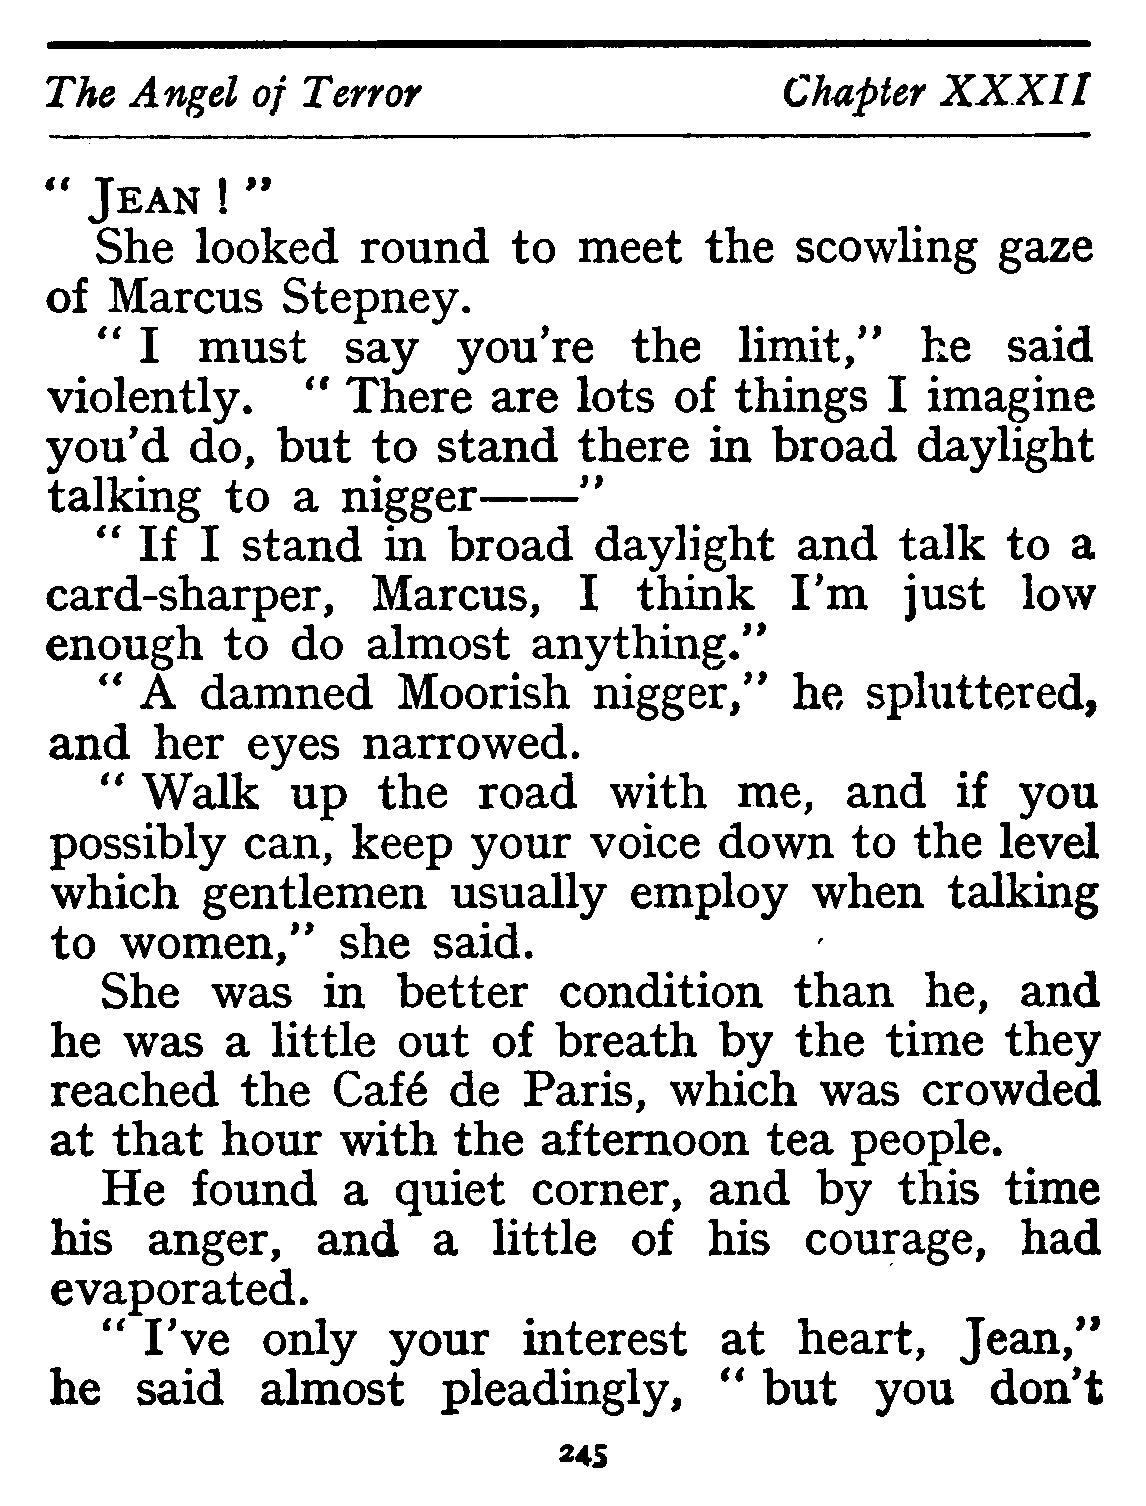 The Angel of Terror Chapter XXXII
“ JEAN ! ”
She looked round to meet the scowling gaze
of Marcus Stepney.
“ I must say you're the limit,” he said
violently. “ There are lots of things I imagine
you'd do, but to stand there in broad daylight
talking to a nigger——”
“ If I stand in broad daylight and talk to a
card-sharper, Marcus, I think I'm just low
enough to do almost anything.”
“ A damned Moorish nigger,” he spluttered,
and her eyes narrowed.
“ Walk up the road with me, and if you
possibly can, keep your voice down to the level
which gentlemen usually employ when talking
to women,” she said.
She was in better condition than he, and
he was a little out of breath by the time they
reached the Café de Paris, which was crowded
at that hour with the afternoon tea people.
He found a quiet corner, and by this time
his anger, and a little of his courage, had
evaporated.
“ I've only your interest at heart, Jean,”
he said almost pleadingly, “ but you don't
245